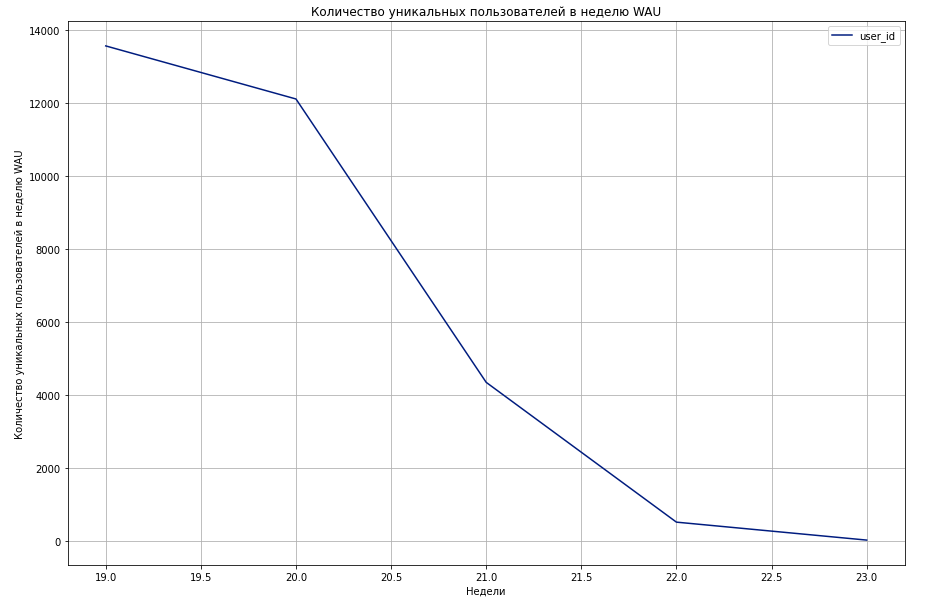 Количество уникальных пользователей в неделю WAU
user_id
Количество уникальных пользователей в неделю WAU
14000
12000
10000
8000
6000
4000
2000
0
19.0 19.5 20.0 20.5 21.0 21.5 22.0 22.5 23.0
Недели